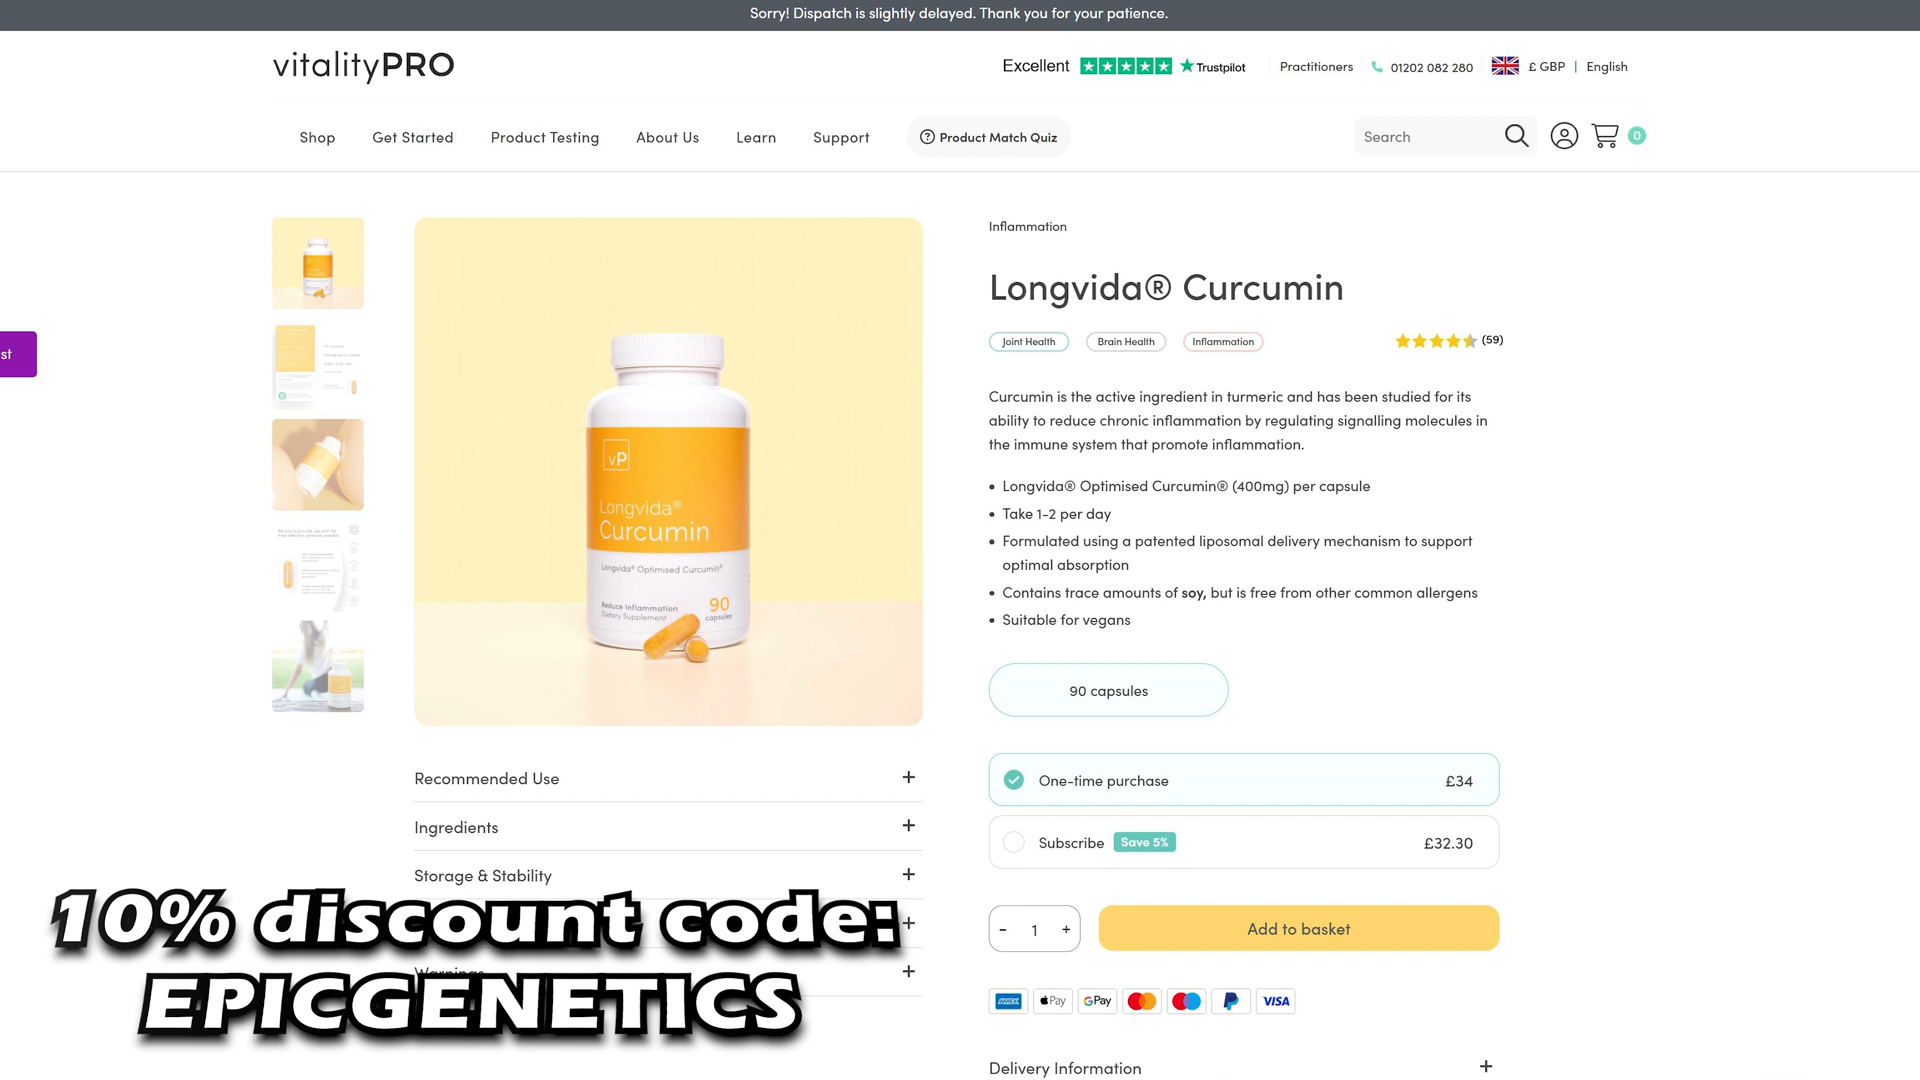 Sorry! Dispatch is slightly delayed. Thank you for your patience.
vitalityPRO
Excellent
Trustpilot
Practitioners
01202 082 280
£ GBP | English
Shop
Get Started
Product Testing
About Us
Learn
Support
Product Match Quiz
Search
0
st
vP
Longvida®
Curcumin
Longvida® Optimised Curcumin®
Reduce Inflammation
Dietary Supplement
90
capsules
Recommended Use +
Ingredients +
Storage & Stability +
+
Warnings +
10% discount code:
EPICGENETICS
Inflammation
Longvida® Curcumin
Joint Health
Brain Health
Inflammation
(59)
Curcumin is the active ingredient in turmeric and has been studied for its
ability to reduce chronic inflammation by regulating signalling molecules in
the immune system that promote inflammation.
• Longvida® Optimised Curcumin® (400mg) per capsule
• Take 1-2 per day
• Formulated using a patented liposomal delivery mechanism to support
optimal absorption
• Contains trace amounts of soy, but is free from other common allergens
• Suitable for vegans
90 capsules
One-time purchase £34
Subscribe Save 5% £32.30
- 1 +
Add to basket
AMEX
Pay
G Pay
VISA
Delivery Information +